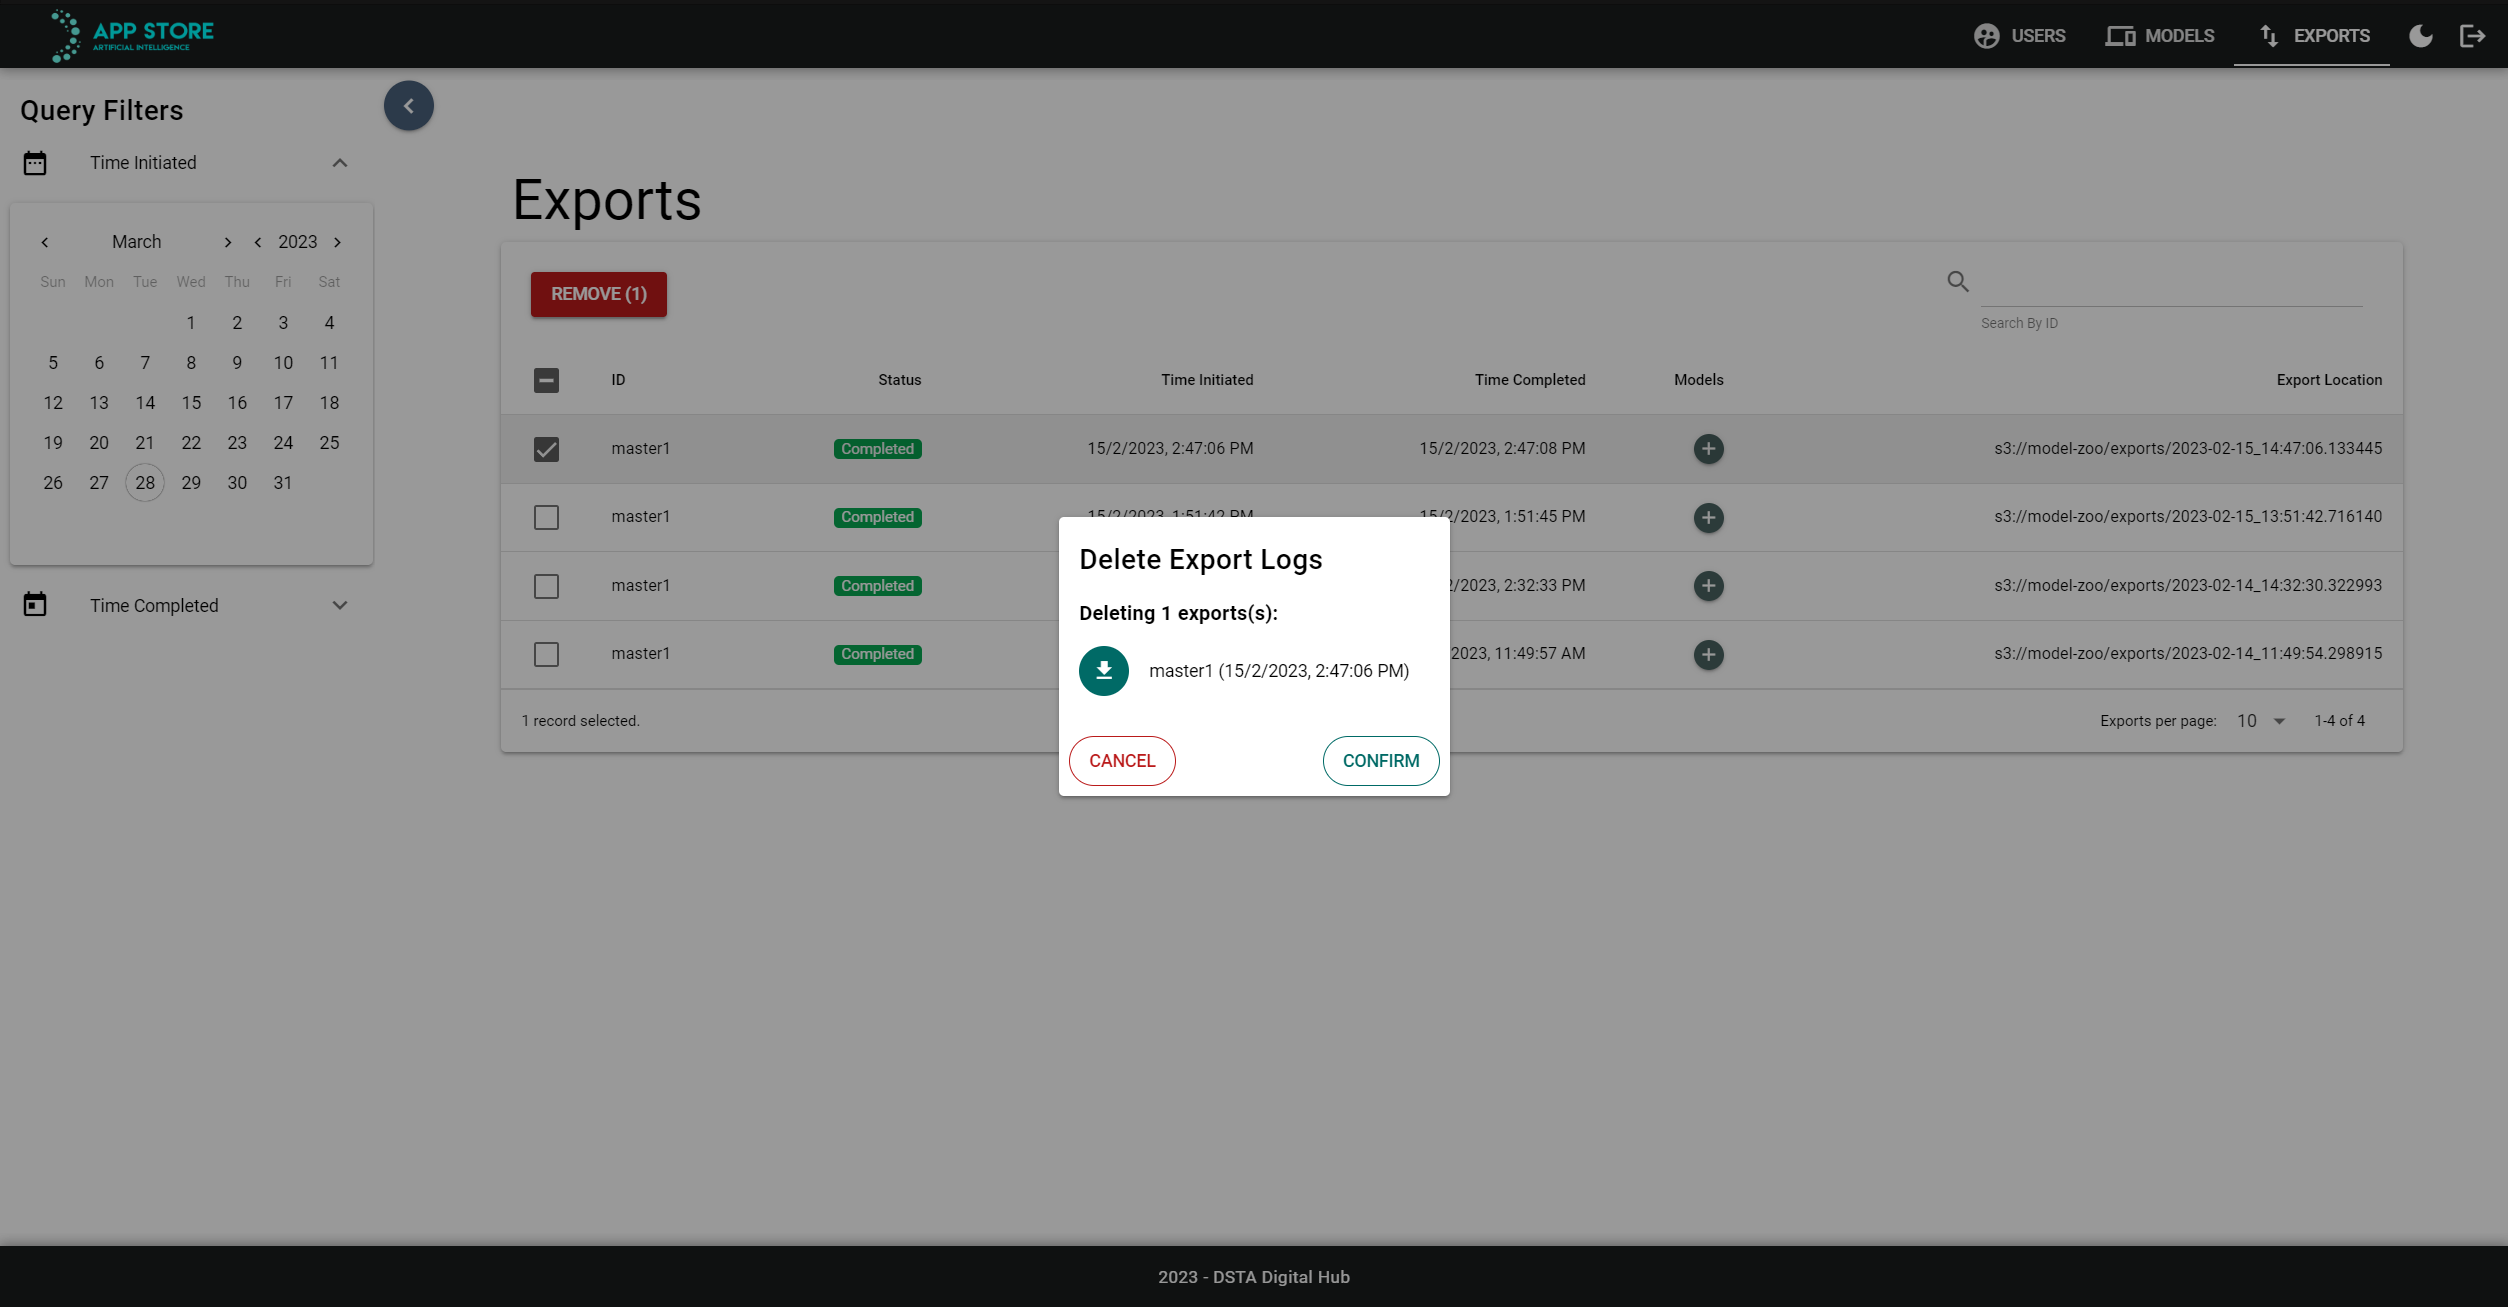 APP STORE
ARTIFICIAL INTELLIGENCE
USERS
MODELS
EXPORTS
Query Filters
Time Initiated
March
2023
Sun Mon Tue Wed Thu Fri Sat
1 2 3 4
5 6 7 8 9 10 11
12 13 14 15 16 17 18
19 20 21 22 23 24 25
26 27 28 29 30 31
Time Completed
Exports
REMOVE (1)
Search By ID
ID Status Time Initiated Time Completed Models Export Location
master1 Completed 15/2/2023, 2:47:06 PM 15/2/2023, 2:47:08 PM s3://model-zoo/exports/2023-02-15_14:47:06.133445
master1 Completed 15/2/2023, 1:51:42 PM 15/2/2023, 1:51:45 PM s3://model-zoo/exports/2023-02-15_13:51:42.716140
master1 Completed 2/2023, 2:32:33 PM s3://model-zoo/exports/2023-02-14_14:32:30.322993
master1 Completed 2023, 11:49:57 AM s3://model-zoo/exports/2023-02-14_11:49:54.298915
1 record selected.
Exports per page: 10 1-4 of 4
Delete Export Logs
Deleting 1 exports(s):
master1 (15/2/2023, 2:47:06 PM)
CANCEL
CONFIRM
2023 - DSTA Digital Hub